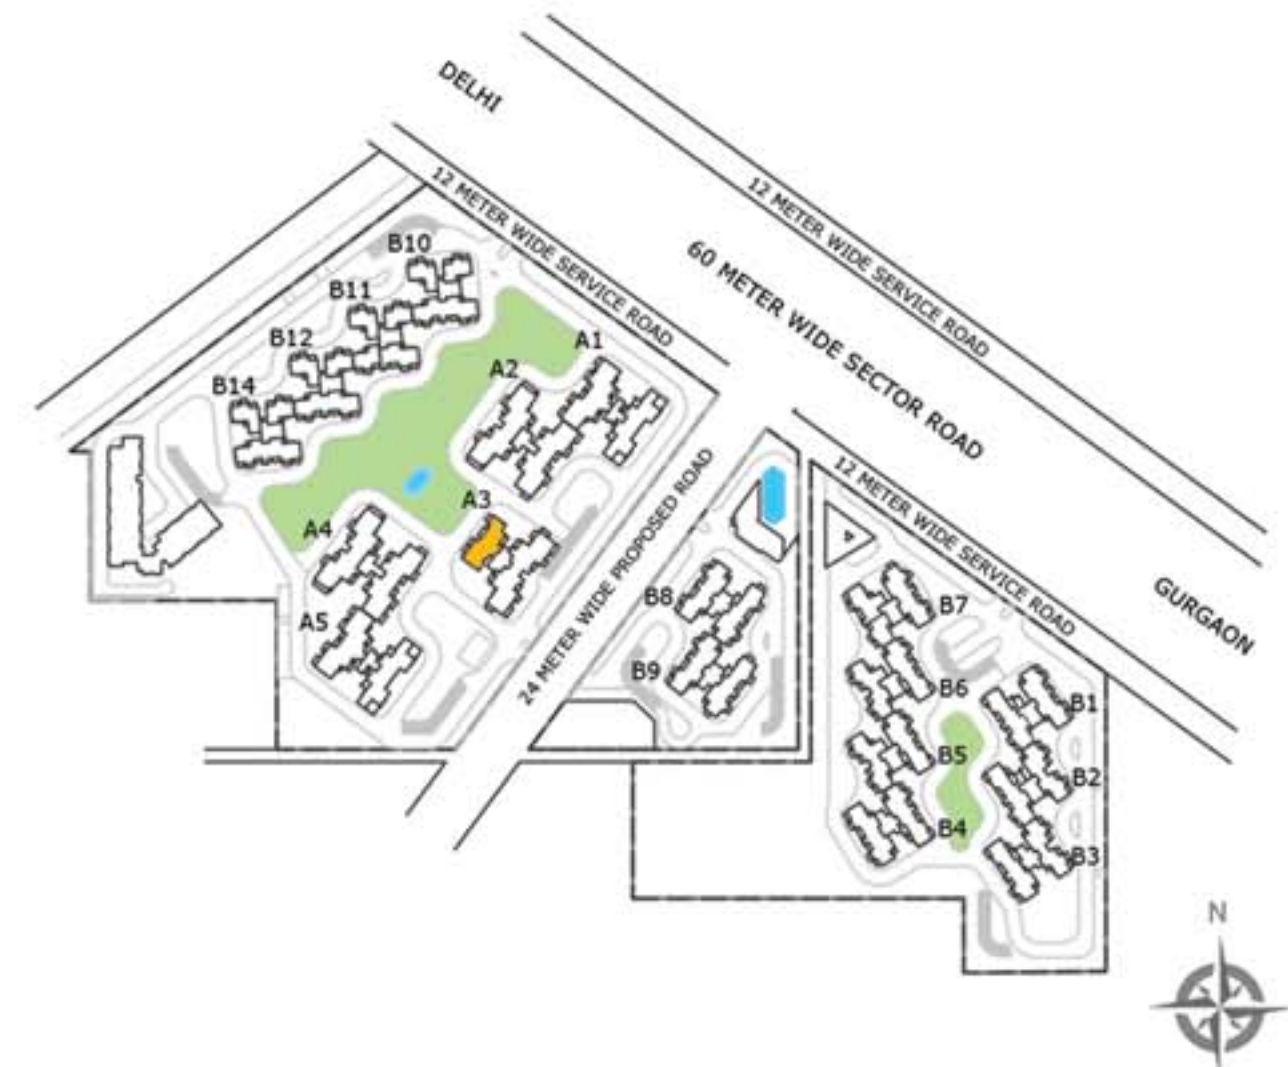 DELHI
12 METER WIDE SERVICE ROAD
12 METER WIDE SERVICE ROAD
60 METER WIDE SECTOR ROAD
B10
B11
B12
B14
A1
A2
A3
A4
A5
24 METER WIDE PROPOSED ROAD
12 METER WIDE SERVICE ROAD
GURGAON
B8
B9
B7
B6
B5
B4
B1
B2
B3
N